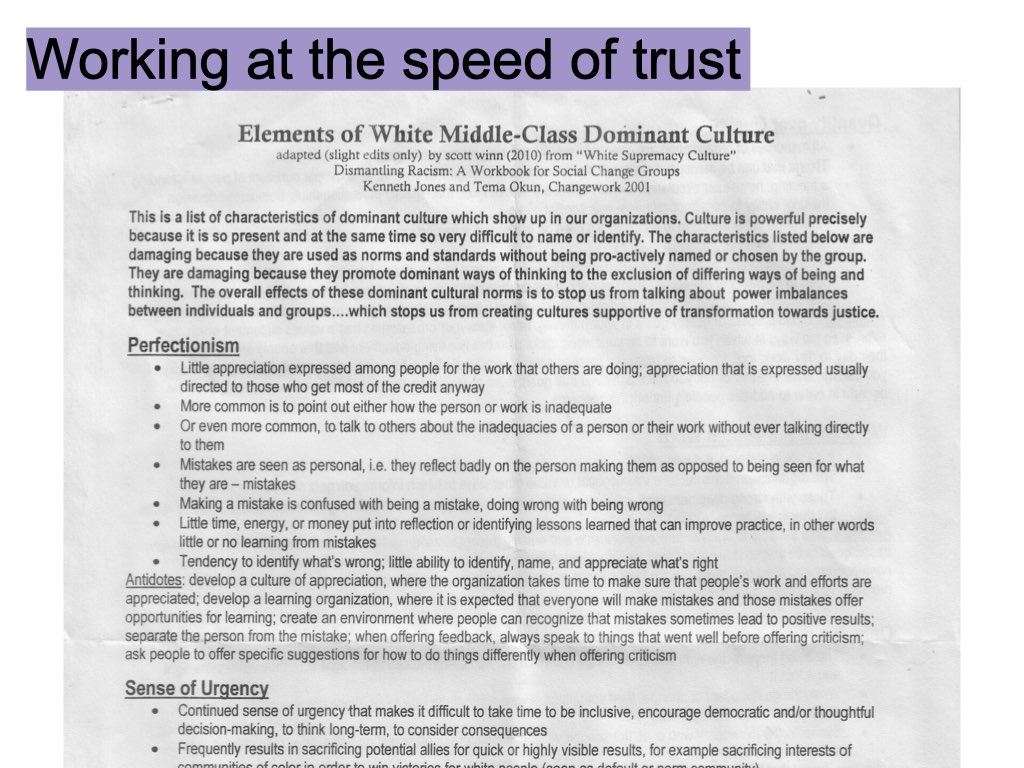 Working at the speed of trust
Elements of White Middle-Class Dominant Culture
adapted (slight edits only) by scott winn (2010) from “White Supremacy Culture”
Dismantling Racism: A Workbook for Social Change Groups
Kenneth Jones and Tema Okun, Changework 2001
This is a list of characteristics of dominant culture which show up in our organizations. Culture is powerful precisely
because it is so present and at the same time so very difficult to name or identify. The characteristics listed below are
damaging because they are used as norms and standards without being pro-actively named or chosen by the group.
They are damaging because they promote dominant ways of thinking to the exclusion of differing ways of being and
thinking. The overall effects of these dominant cultural norms is to stop us from talking about power imbalances
between individuals and groups....which stops us from creating cultures supportive of transformation towards justice.
Perfectionism
• Little appreciation expressed among people for the work that others are doing; appreciation that is expressed usually
directed to those who get most of the credit anyway
• More common is to point out either how the person or work is inadequate
• Or even more common, to talk to others about the inadequacies of a person or their work without ever talking directly
to them
• Mistakes are seen as personal, i.e. they reflect badly on the person making them as opposed to being seen for what
they are – mistakes
• Making a mistake is confused with being a mistake, doing wrong with being wrong
• Little time, energy, or money put into reflection or identifying lessons learned that can improve practice, in other words
little or no learning from mistakes
• Tendency to identify what's wrong; little ability to identify, name, and appreciate what's right
Antidotes: develop a culture of appreciation, where the organization takes time to make sure that people's work and efforts are
appreciated; develop a learning organization, where it is expected that everyone will make mistakes and those mistakes offer
opportunities for learning; create an environment where people can recognize that mistakes sometimes lead to positive results;
separate the person from the mistake; when offering feedback, always speak to things that went well before offering criticism;
ask people to offer specific suggestions for how to do things differently when offering criticism
Sense of Urgency
• Continued sense of urgency that makes it difficult to take time to be inclusive, encourage democratic and/or thoughtful
decision-making, to think long-term, to consider consequences
• Frequently results in sacrificing potential allies for quick or highly visible results, for example sacrificing interests of
communities of color in order to win victories for white people (seen as default or norm community)